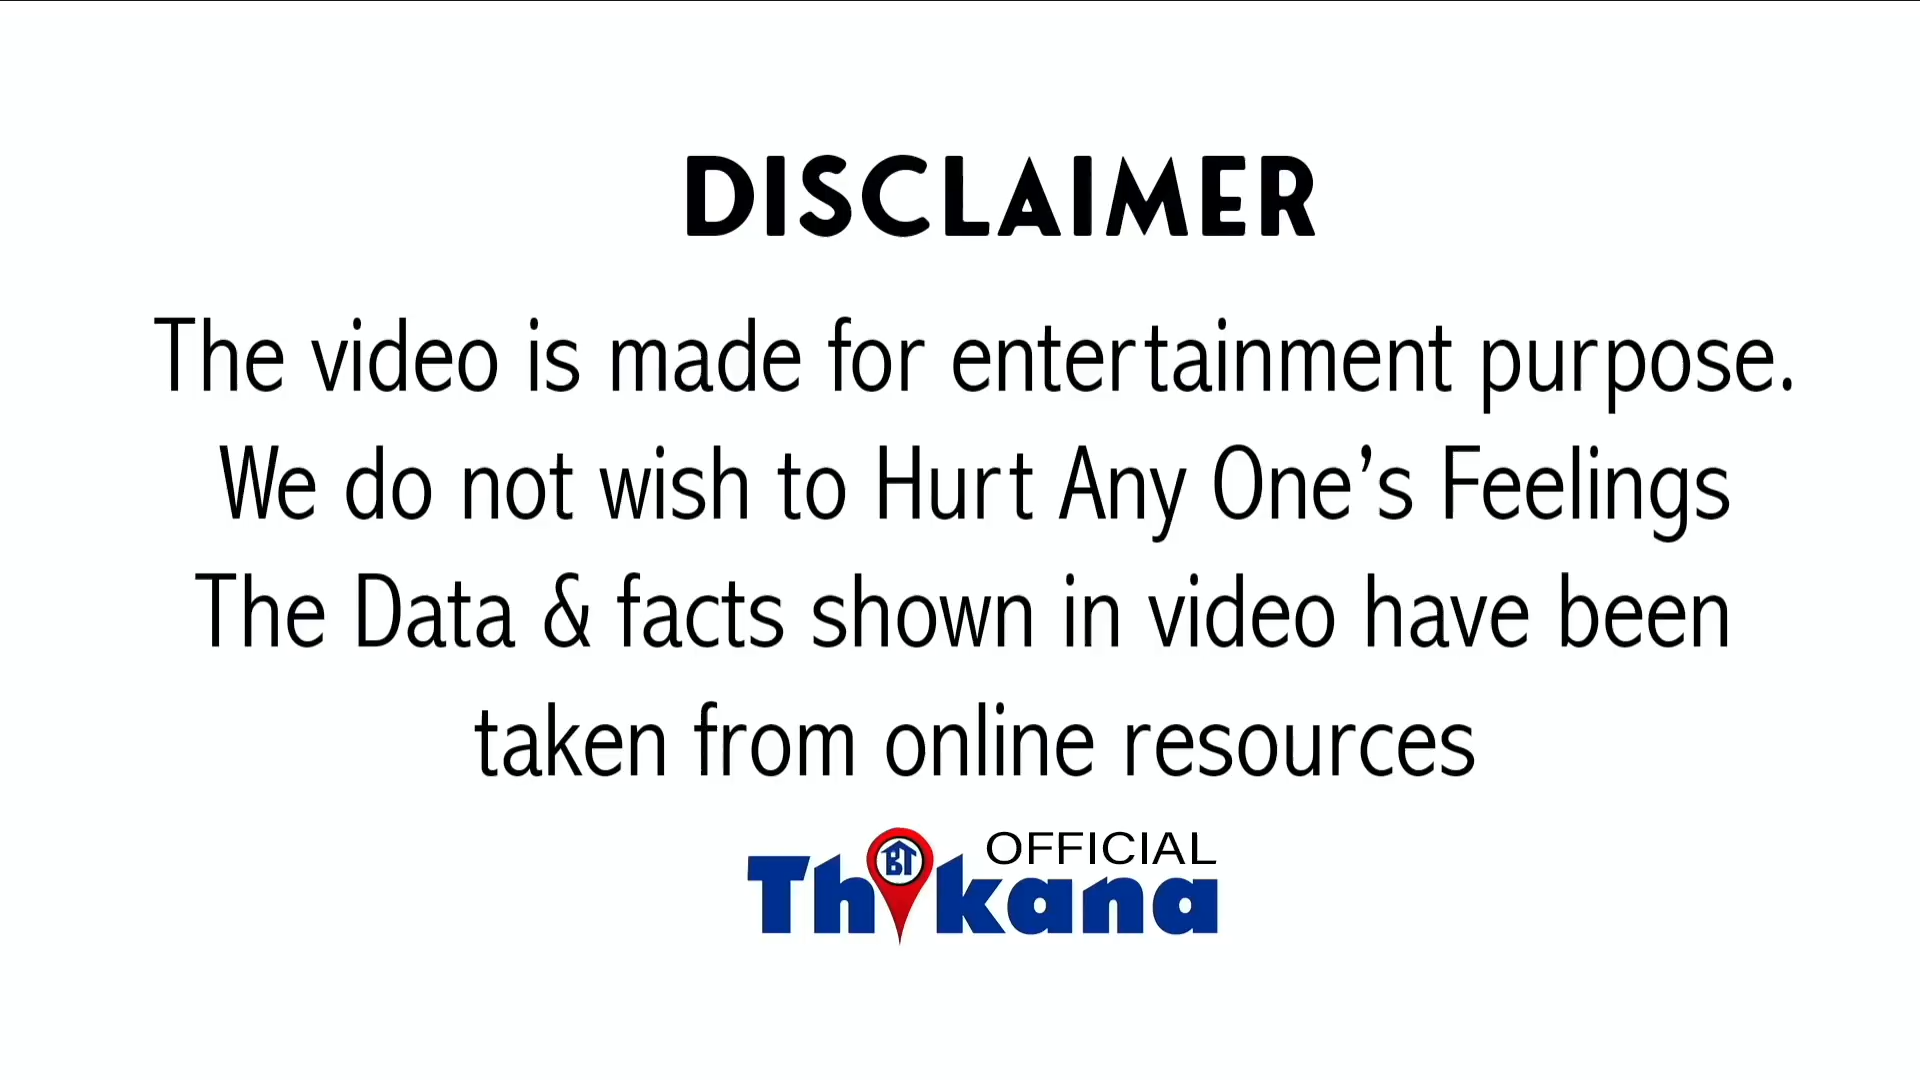 DISCLAIMER
The video is made for entertainment purpose.
We do not wish to Hurt Any One’s Feelings
The Data & facts shown in video have been
taken from online resources
OFFICIAL
BT
Thikana